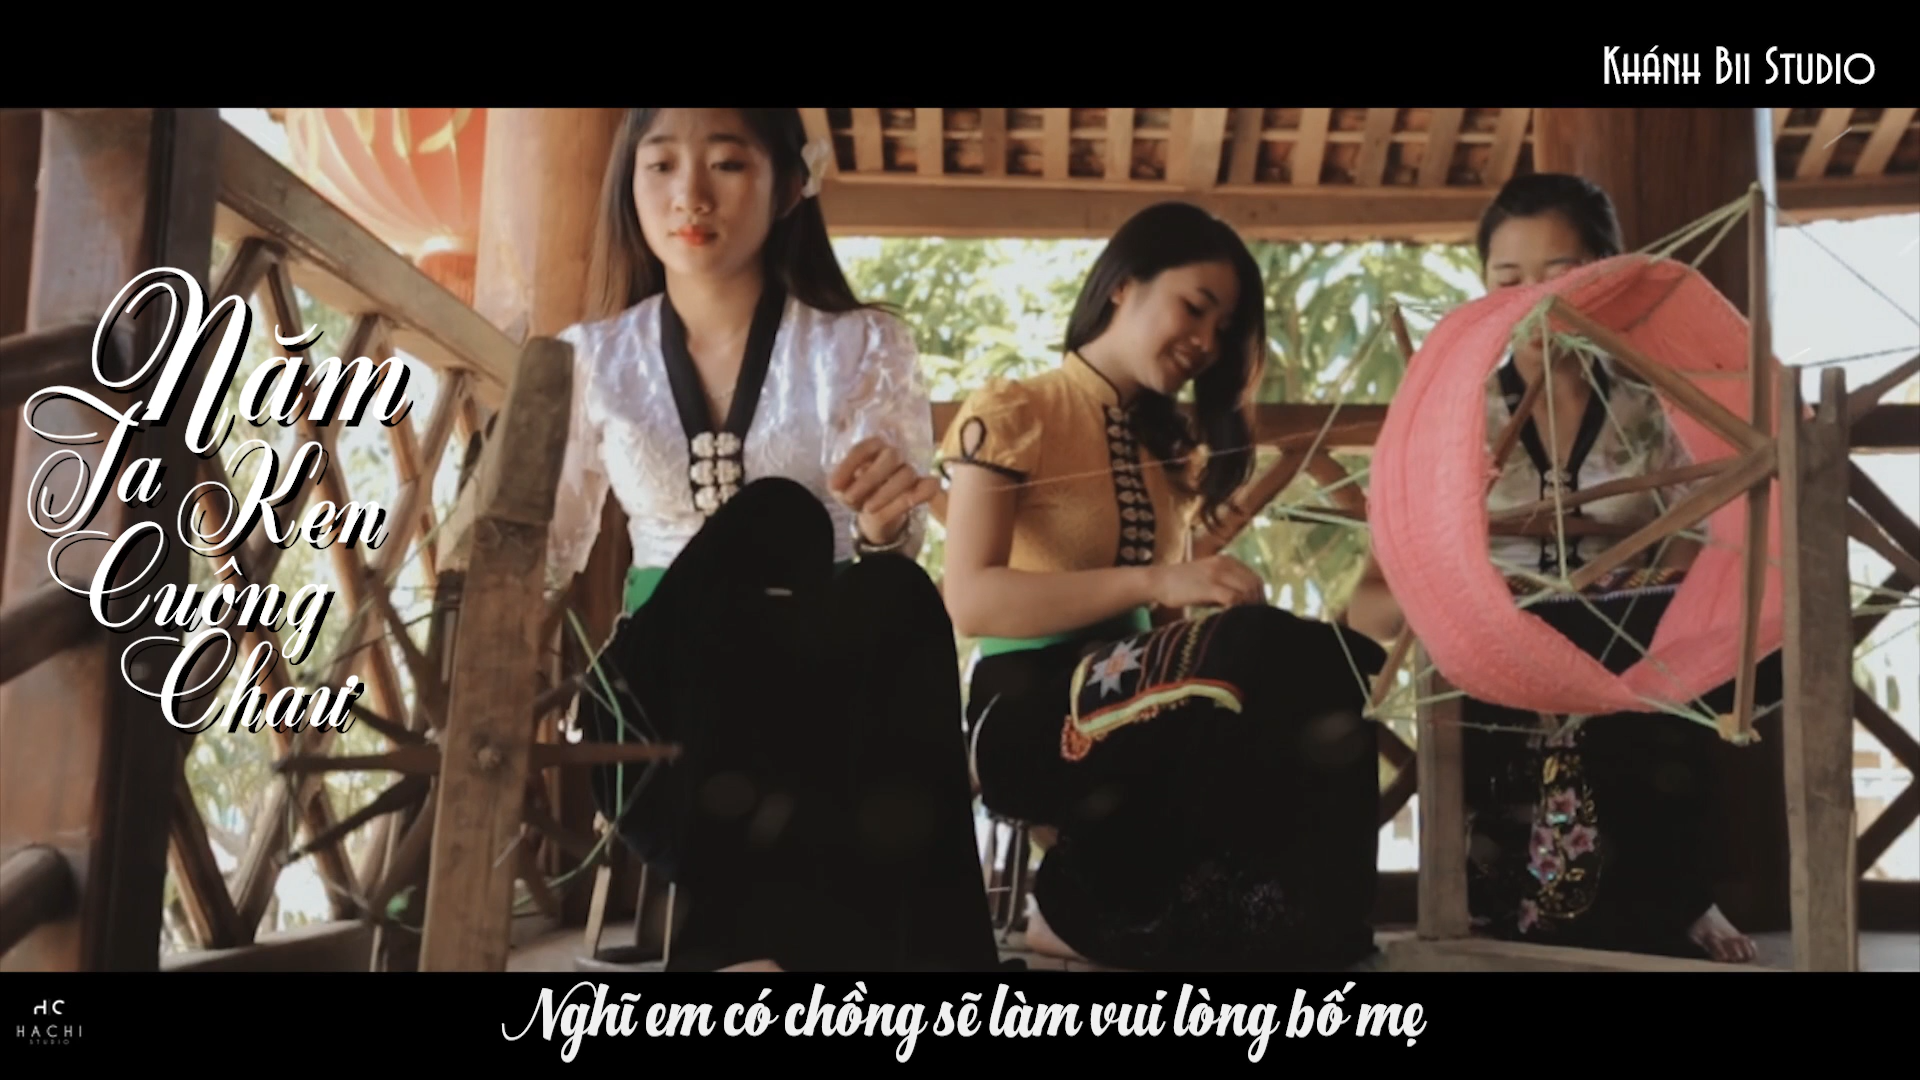 Khánh Bii Studio
Năm
Ta Ken
Cuông
Chaư
Nghĩ em có chồng sẽ làm vui lòng bố mẹ
HC
HACHI
STUDIO